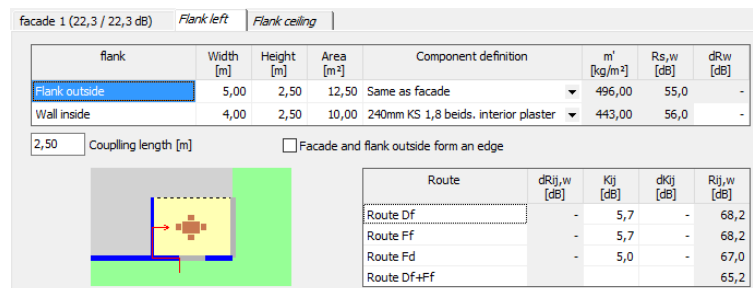 facade 1 (22,3 / 22,3 dB) Flank left Flank ceiling
flank Width [m] Height [m] Area [m²] Component definition m' [kg/m²] Rs,w [dB] dRw [dB]
Flank outside 5,00 2,50 12,50 Same as facade 496,00 55,0 -
Wall inside 4,00 2,50 10,00 240mm KS 1,8 beids. interior plaster 443,00 56,0 -
2,50 Couplling length [m] Facade and flank outside form an edge
Route dRij,w [dB] Kij [dB] dKij [dB] Rij,w [dB]
Route Df - 5,7 - 68,2
Route Ff - 5,7 - 68,2
Route Fd - 5,0 - 67,0
Route Df+Ff 65,2